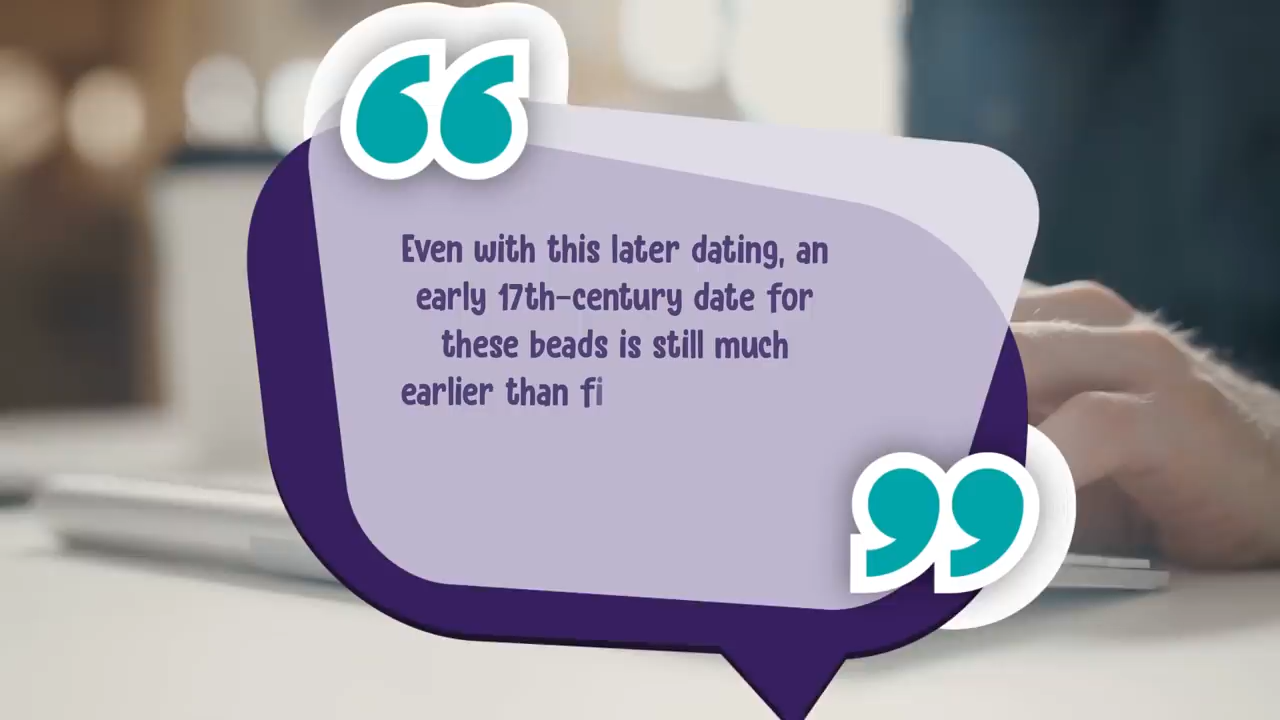 Even with this later dating, an
early 17th-century date for
these beads is still much
earlier than fi